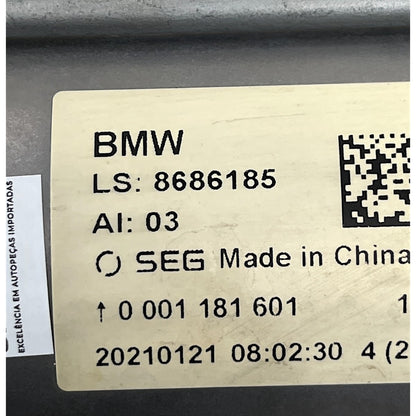 BMW
LS: 8686185
AI: 03
SEG Made in China
↑ 0 001 181 601 1
20210121 08:02:30 4 (2
EXCELÊNCIA EM AUTOPEÇAS IMPORTADAS